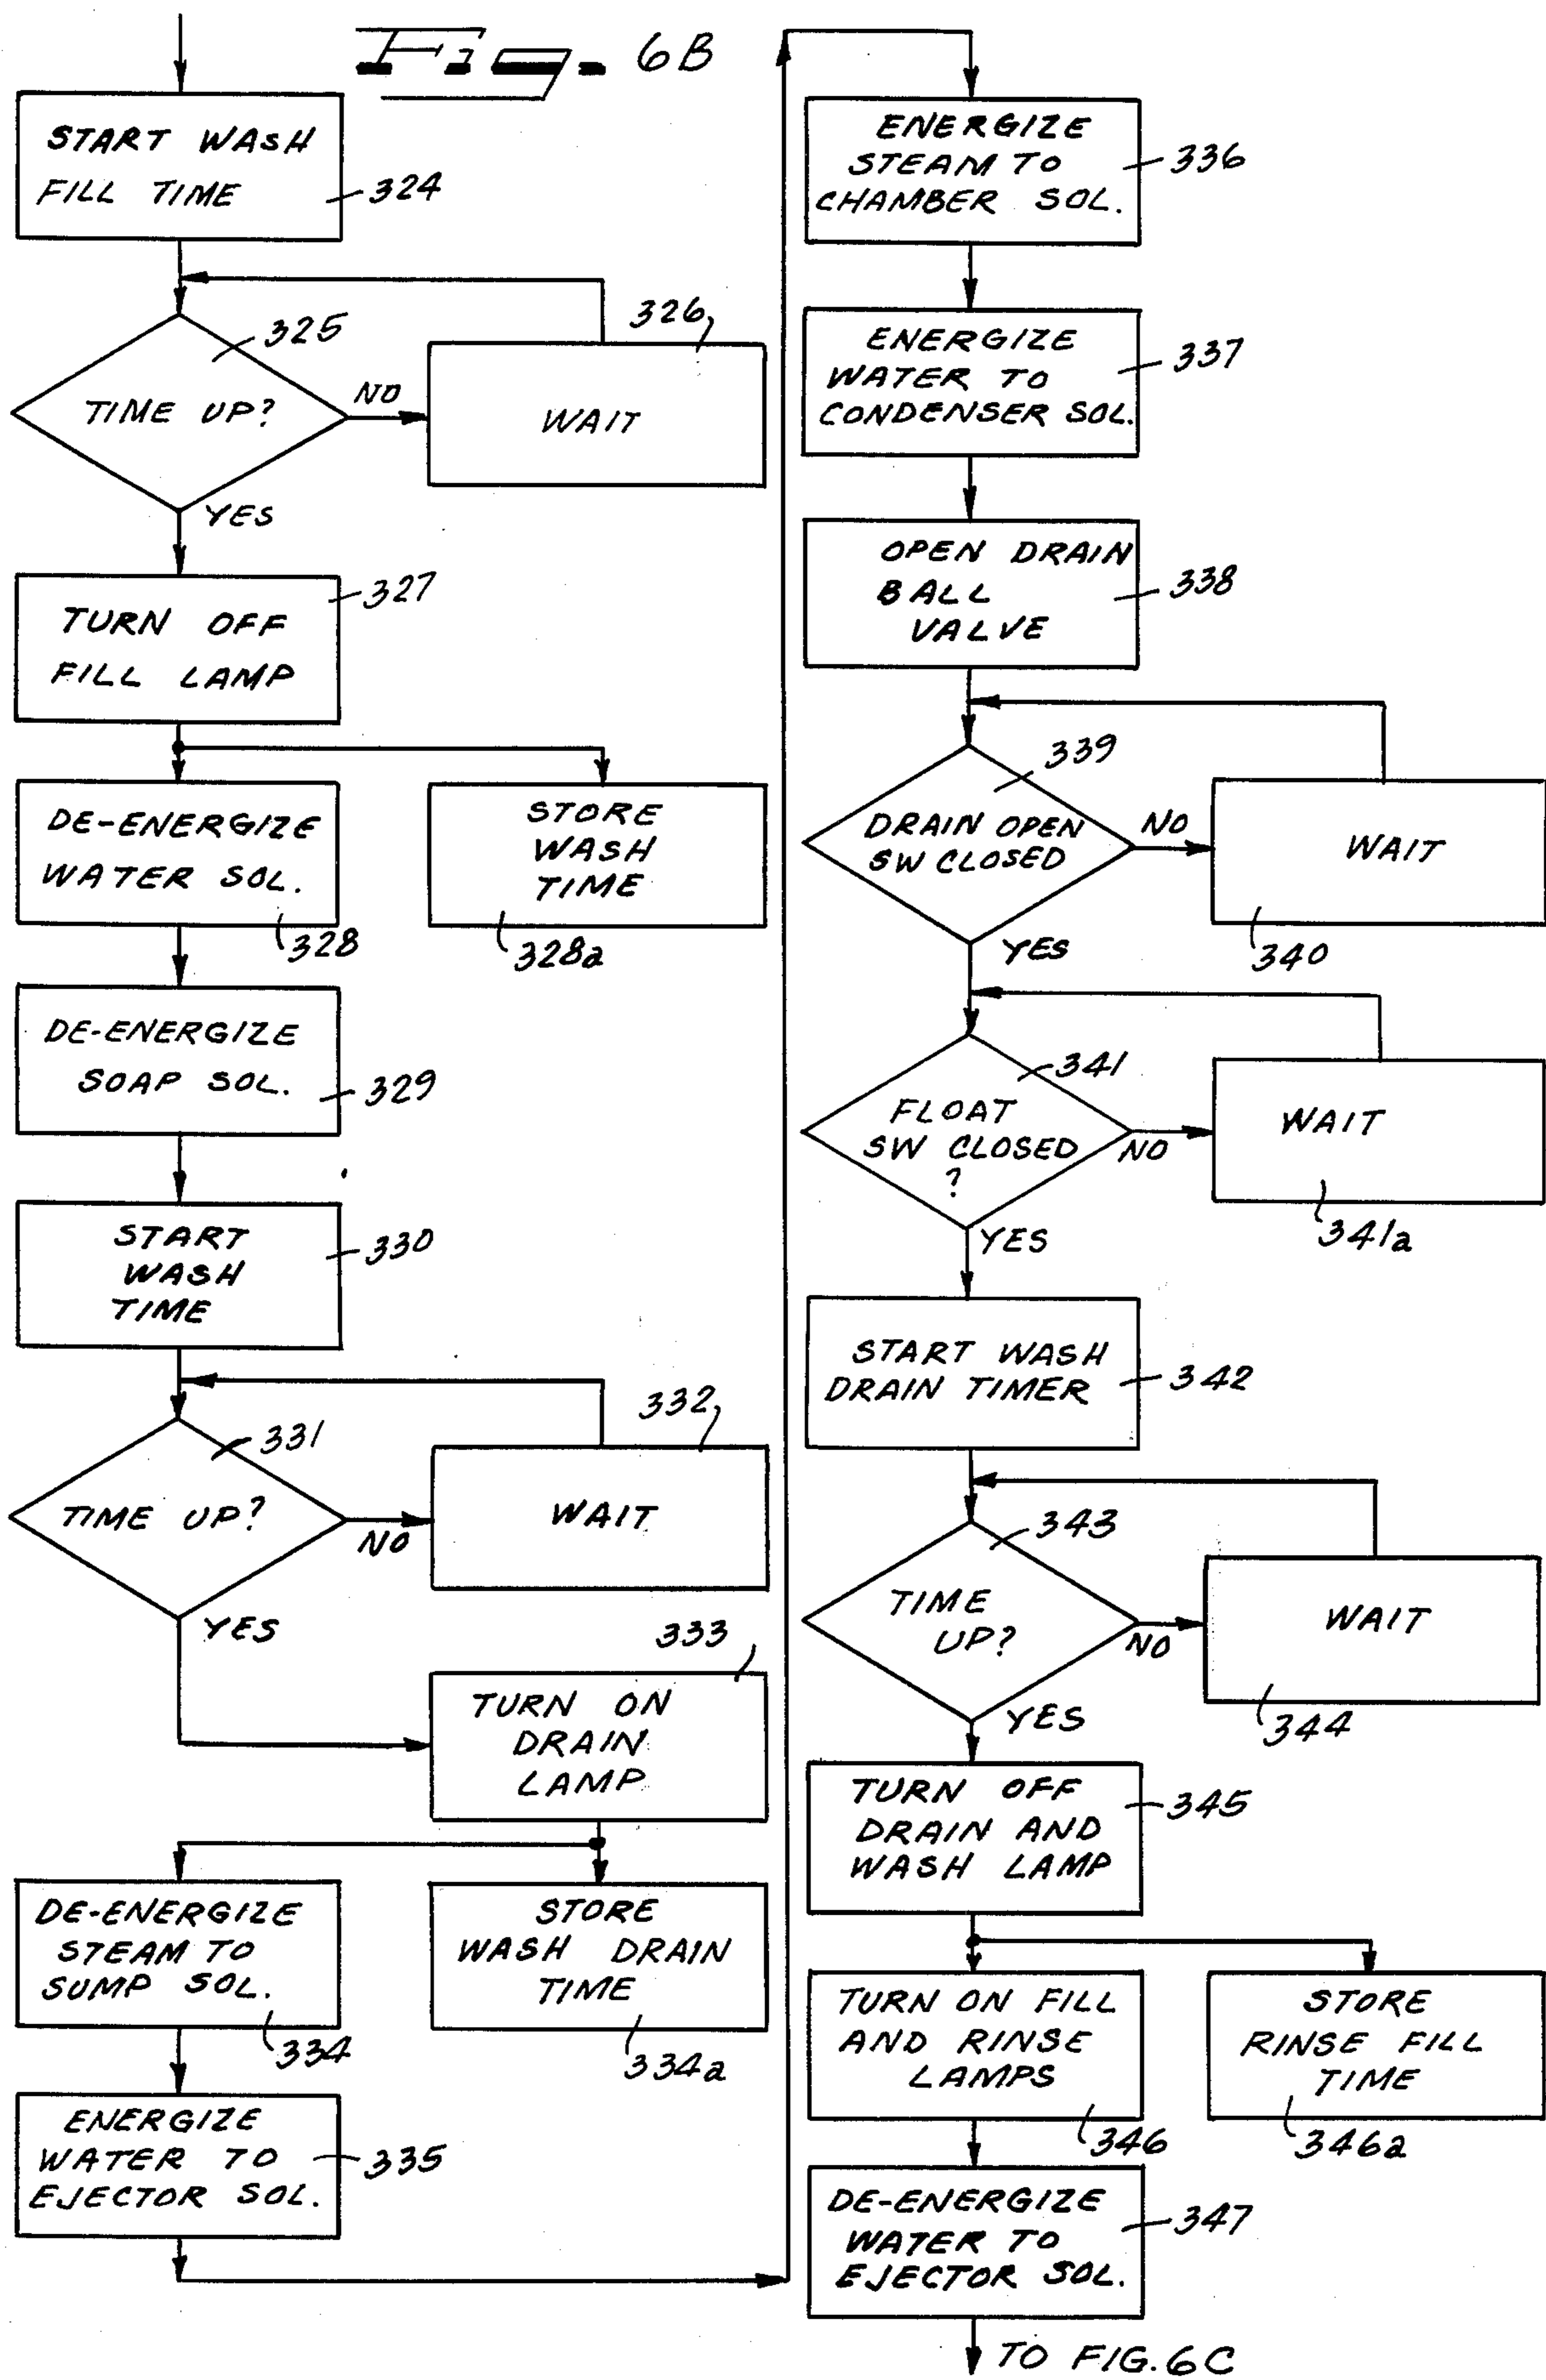 Fig. 6B
START WASH
FILL TIME
324
325
TIME UP?
NO
326
WAIT
YES
327
TURN OFF
FILL LAMP
DE-ENERGIZE
WATER SOL.
328
STORE
WASH
TIME
328a
DE-ENERGIZE
SOAP SOL.
329
START
WASH
TIME
330
331
TIME UP?
NO
332
WAIT
YES
333
TURN ON
DRAIN
LAMP
DE-ENERGIZE
STEAM TO
SUMP SOL.
334
STORE
WASH DRAIN
TIME
334a
ENERGIZE
WATER TO
EJECTOR SOL.
335
ENERGIZE
STEAM TO
CHAMBER SOL.
336
ENERGIZE
WATER TO
CONDENSER SOL.
337
OPEN DRAIN
BALL
VALVE
338
339
DRAIN OPEN
SW CLOSED
NO
WAIT
340
YES
341
FLOAT
SW CLOSED
?
NO
WAIT
341a
YES
START WASH
DRAIN TIMER
342
343
TIME
UP?
NO
WAIT
344
YES
TURN OFF
DRAIN AND
WASH LAMP
345
TURN ON FILL
AND RINSE
LAMPS
346
STORE
RINSE FILL
TIME
346a
DE-ENERGIZE
WATER TO
EJECTOR SOL.
347
TO FIG. 6C